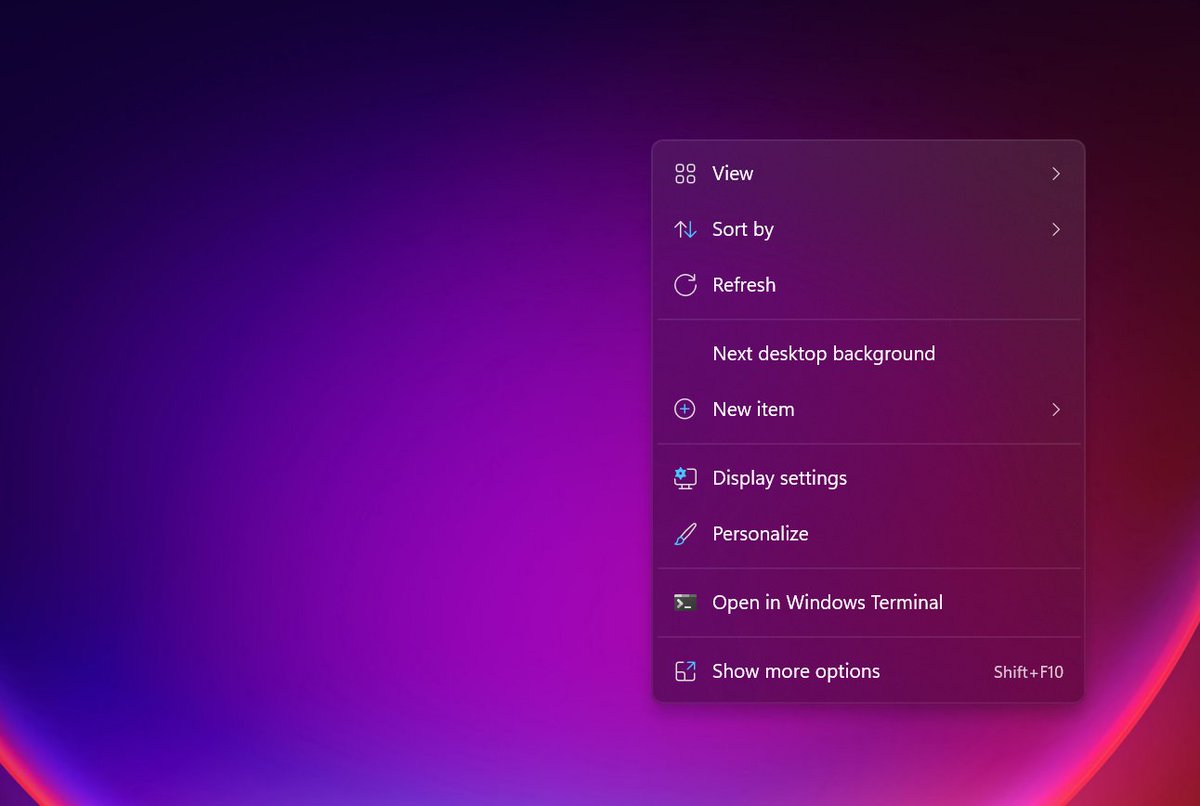 View
Sort by
Refresh
Next desktop background
New item
Display settings
Personalize
Open in Windows Terminal
Show more options Shift+F10